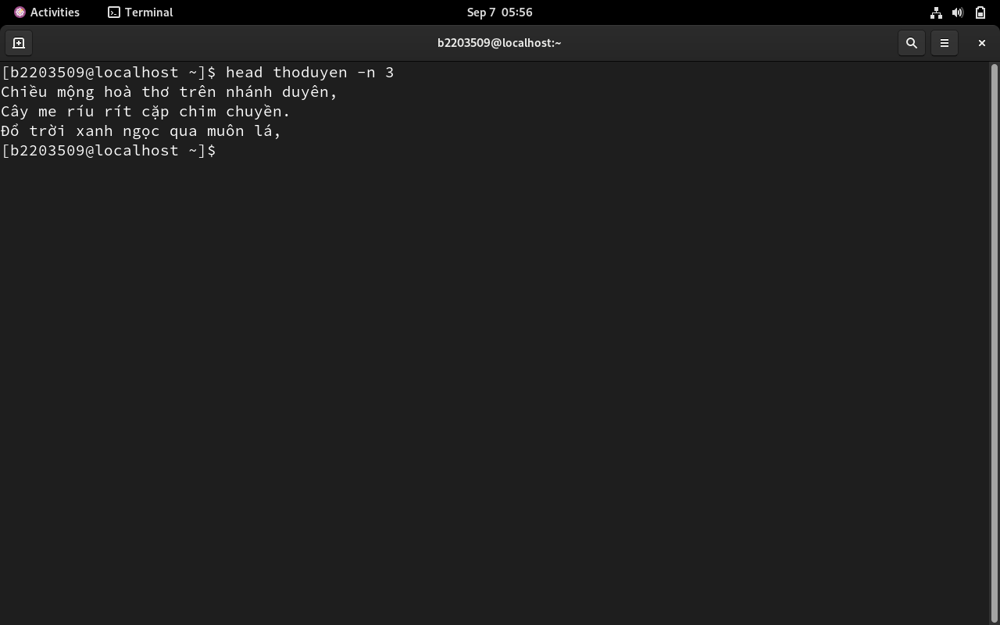 Activities Terminal Sep 7 05:56
b2203509@localhost:~
[b2203509@localhost ~]$ head thoduyen -n 3
Chiều mộng hoà thơ trên nhánh duyên,
Cây me ríu rít cặp chim chuyền.
Đổ trời xanh ngọc qua muôn lá,
[b2203509@localhost ~]$